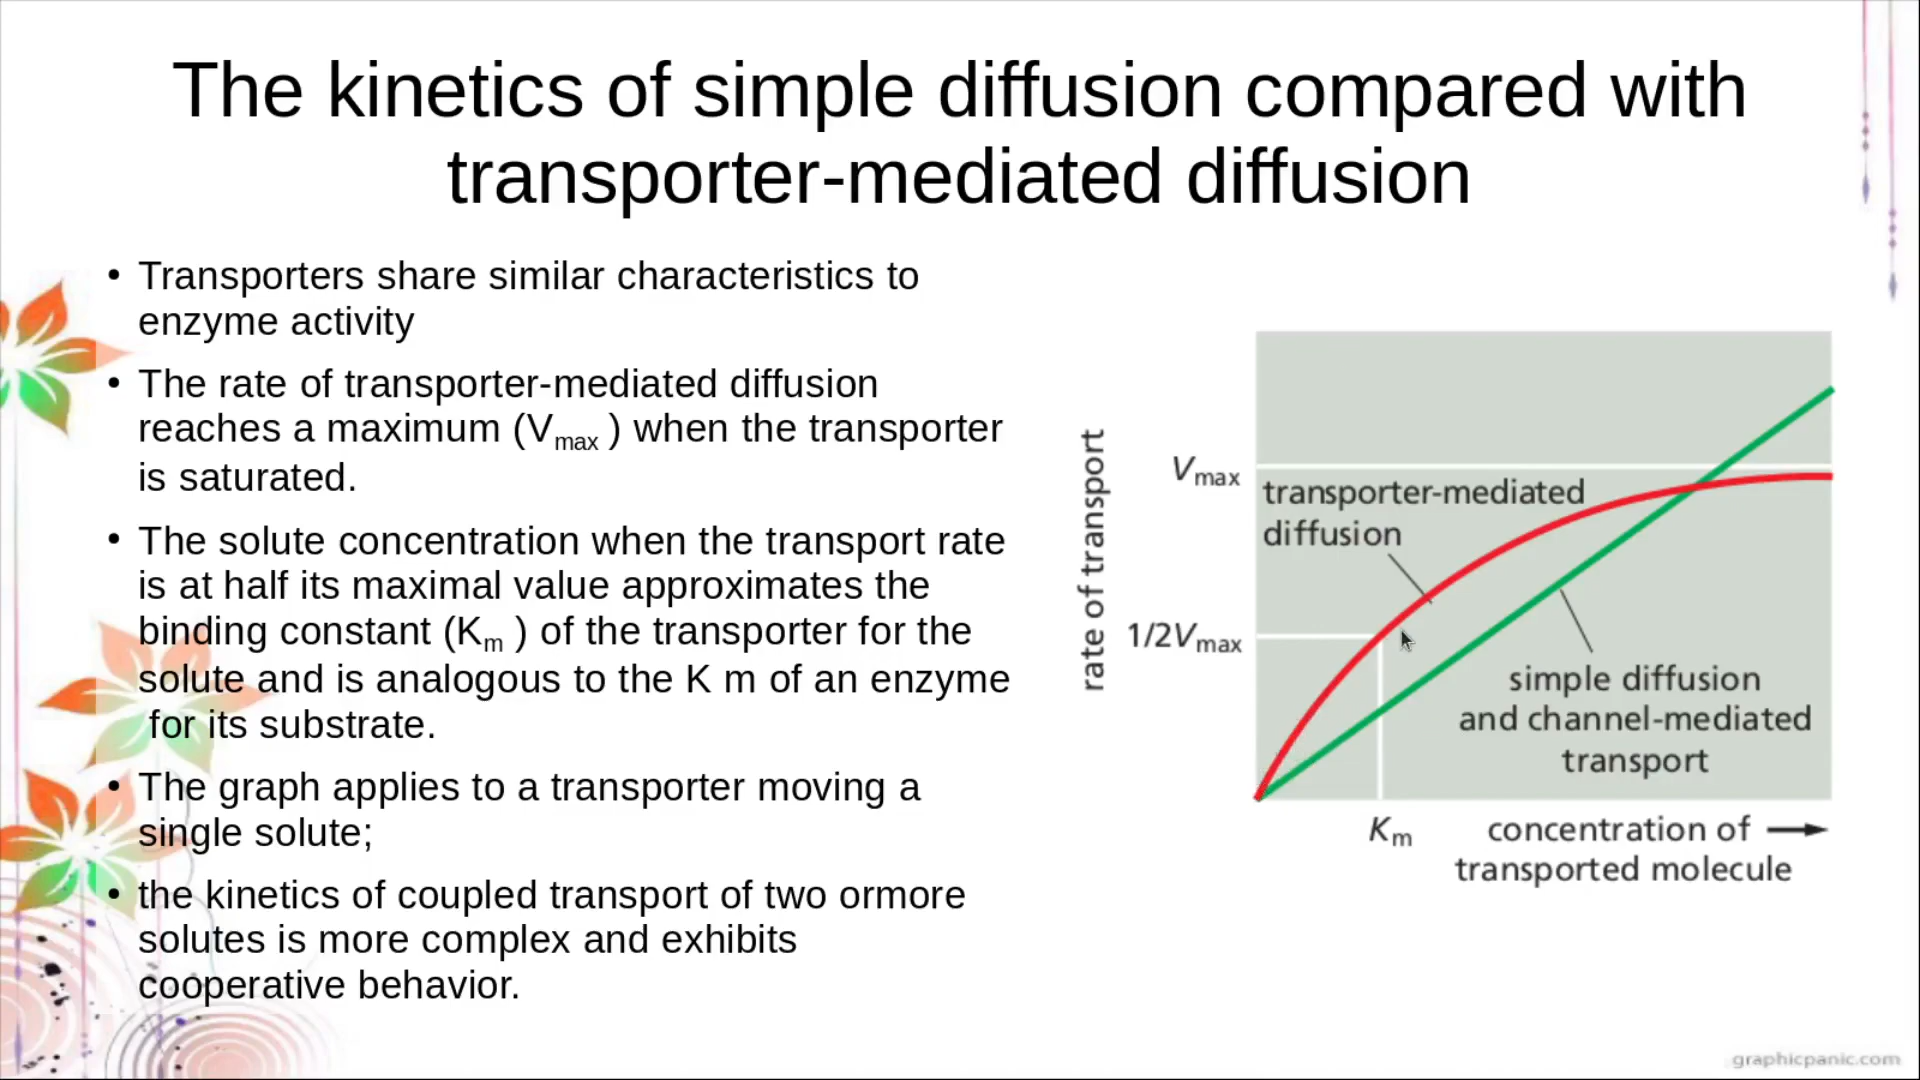 The kinetics of simple diffusion compared with
transporter-mediated diffusion
• Transporters share similar characteristics to
enzyme activity
• The rate of transporter-mediated diffusion
reaches a maximum (Vmax ) when the transporter
is saturated.
• The solute concentration when the transport rate
is at half its maximal value approximates the
binding constant (Km ) of the transporter for the
solute and is analogous to the K m of an enzyme
for its substrate.
• The graph applies to a transporter moving a
single solute;
• the kinetics of coupled transport of two ormore
solutes is more complex and exhibits
cooperative behavior.
rate of transport
Vmax
1/2Vmax
transporter-mediated
diffusion
simple diffusion
and channel-mediated
transport
Km
concentration of
transported molecule
graphicpanic.com